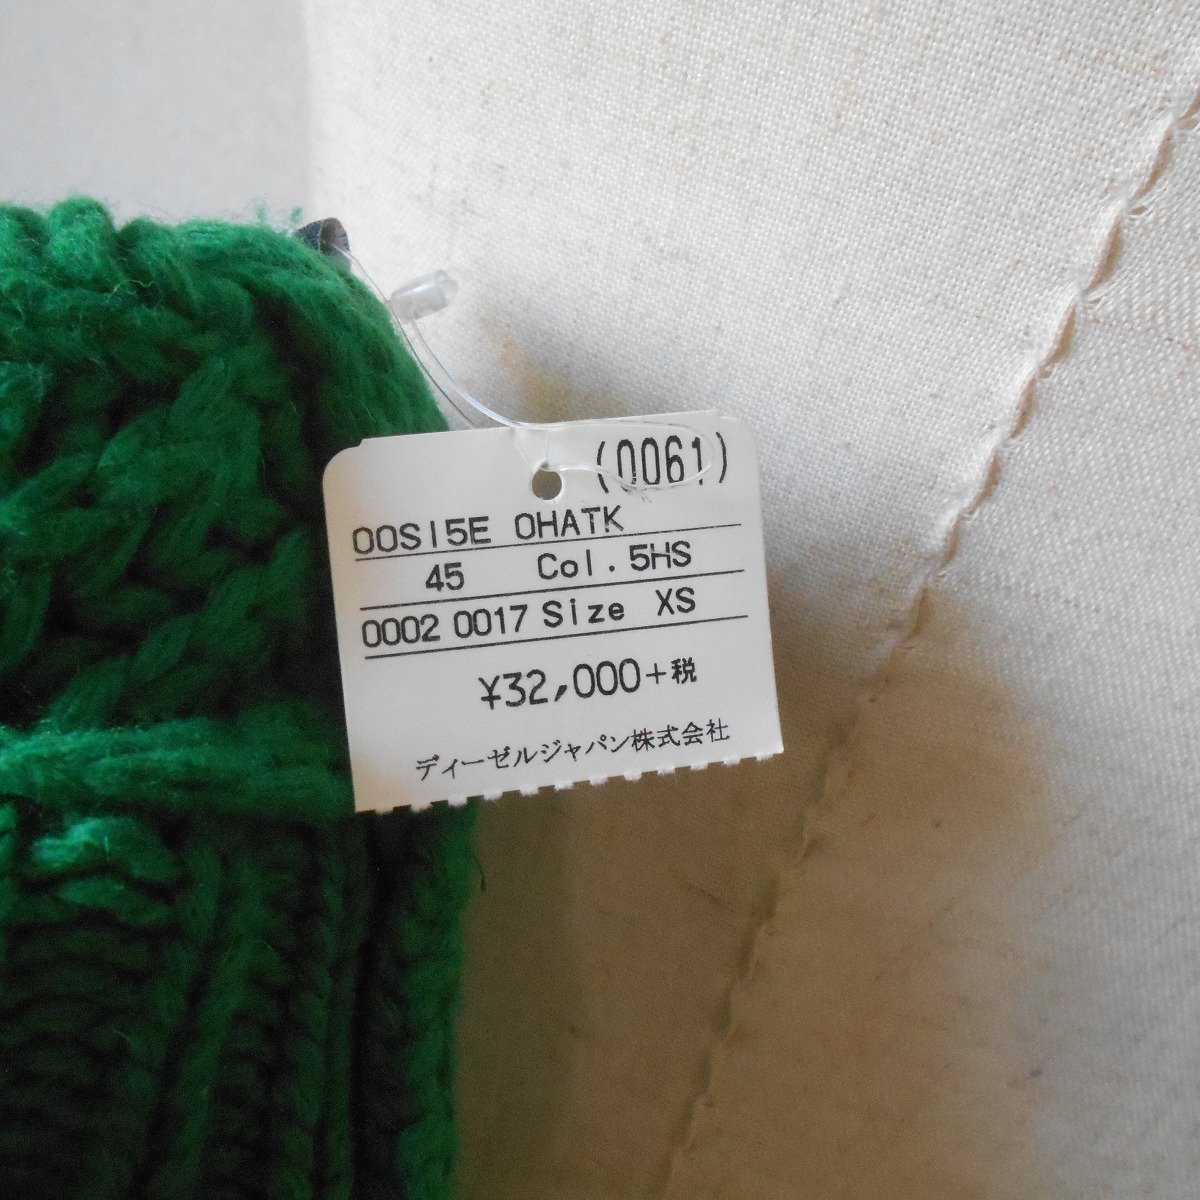 (0061)
00SI5E 0HATK
45 Col.5HS
0002 0017 Size XS
¥32,000+税
ディーゼルジャパン株式会社